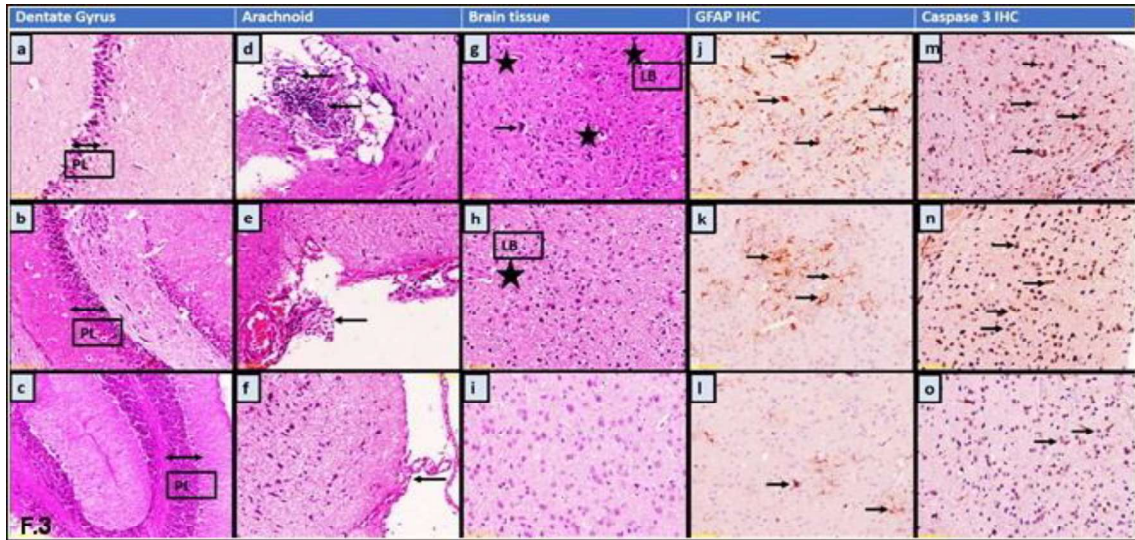 Dentate Gyrus Arachnoid Brain tissue GFAP IHC Caspase 3 IHC
a d g j m
LB
PL
b e h k n
LB
PL
c f i l o
PL
F.3